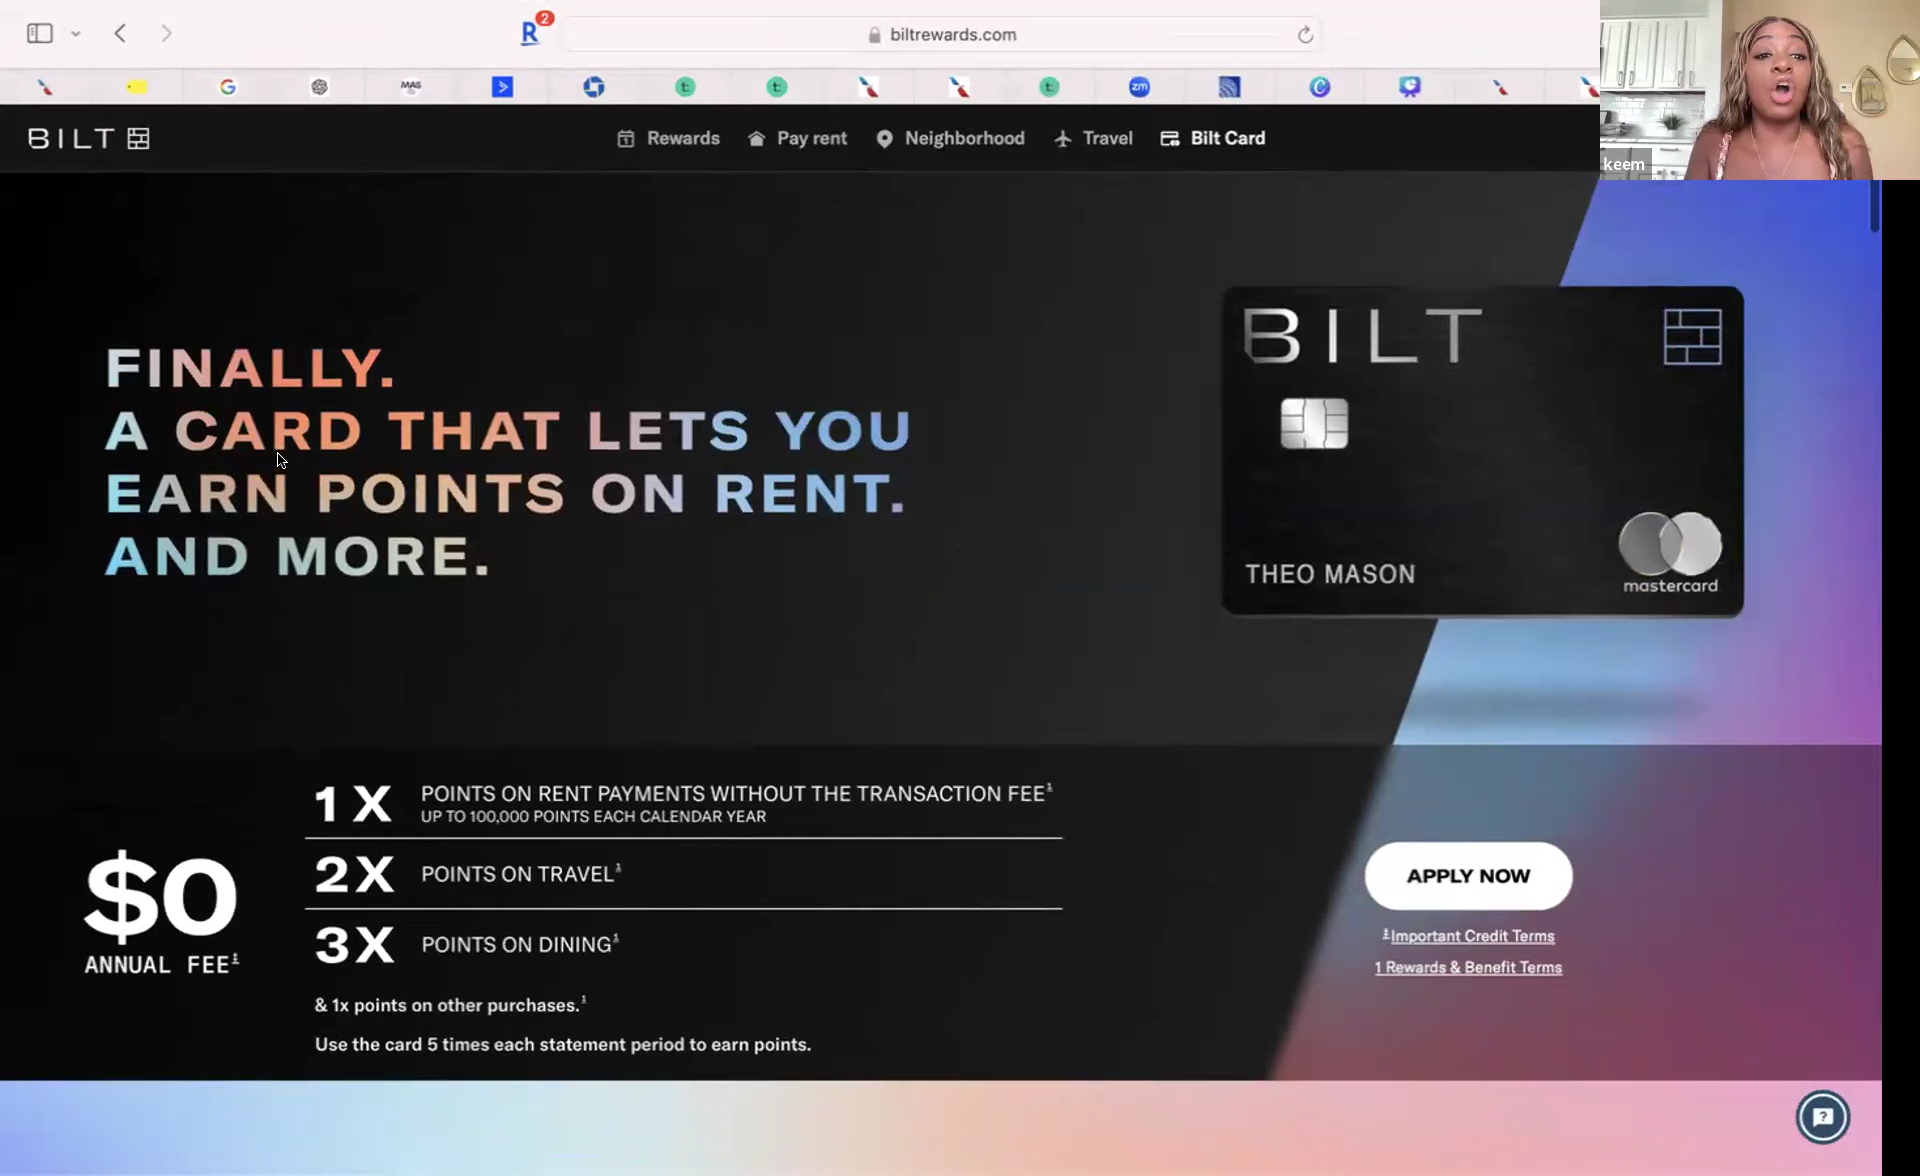 R 2
biltrewards.com
G MAS > t: t: t: zm C
keem
BILT
Rewards
Pay rent
Neighborhood
Travel
Bilt Card
FINALLY.
A CARD THAT LETS YOU
EARN POINTS ON RENT.
AND MORE.
BILT
THEO MASON
mastercard
$0
ANNUAL FEE‡
1X POINTS ON RENT PAYMENTS WITHOUT THE TRANSACTION FEE¹
UP TO 100,000 POINTS EACH CALENDAR YEAR
2X POINTS ON TRAVEL¹
3X POINTS ON DINING¹
& 1x points on other purchases.¹
Use the card 5 times each statement period to earn points.
APPLY NOW
‡Important Credit Terms
1 Rewards & Benefit Terms
?